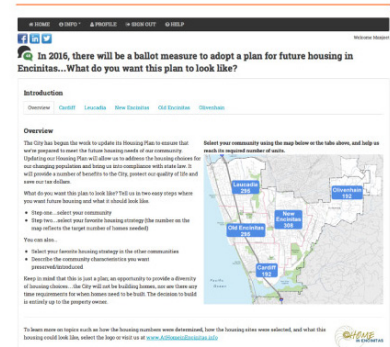 HOME INFO PROFILE SIGN OUT HELP
Welcome
In 2016, there will be a ballot measure to adopt a plan for future housing in
Encinitas...What do you want this plan to look like?
Introduction
Overview Cardiff Leucadia New Encinitas Old Encinitas Olivenhain
Overview
The City has begun the work to update its Housing Plan to ensure that
we're prepared to meet the future housing needs of our community.
Updating our Housing Plan will allow us to address the housing choices for
our changing population and bring us into compliance with state law. It
will provide a number of benefits to the City, protect our quality of life and
save our tax dollars.
What do you want this plan to look like? Tell us in two easy steps where
you want future housing and what it should look like.
• Step one...select your community
• Step two...select your favorite housing strategy (the number on the
map reflects the target number of homes needed)
You can also...
• Select your favorite housing strategy in the other communities
• Describe the community characteristics you want
preserved/introduced
Keep in mind that this is just a plan, an opportunity to provide a diversity
of housing choices...the City will not be building homes, nor are there any
time requirements for when homes need to be built. The decision to build
is entirely up to the property owner.
Select your community using the map below or the tabs above, and help us
reach its required number of units.
Leucadia
Olivenhain
192
New
Encinitas
308
Old Encinitas
Cardiff
192
To learn more on topics such as how the housing numbers were determined, how the housing sites were selected, and what this
housing could look like, select the logo or visit us at www.AtHomeinEncinitas.info
@HOME
IN ENCINITAS